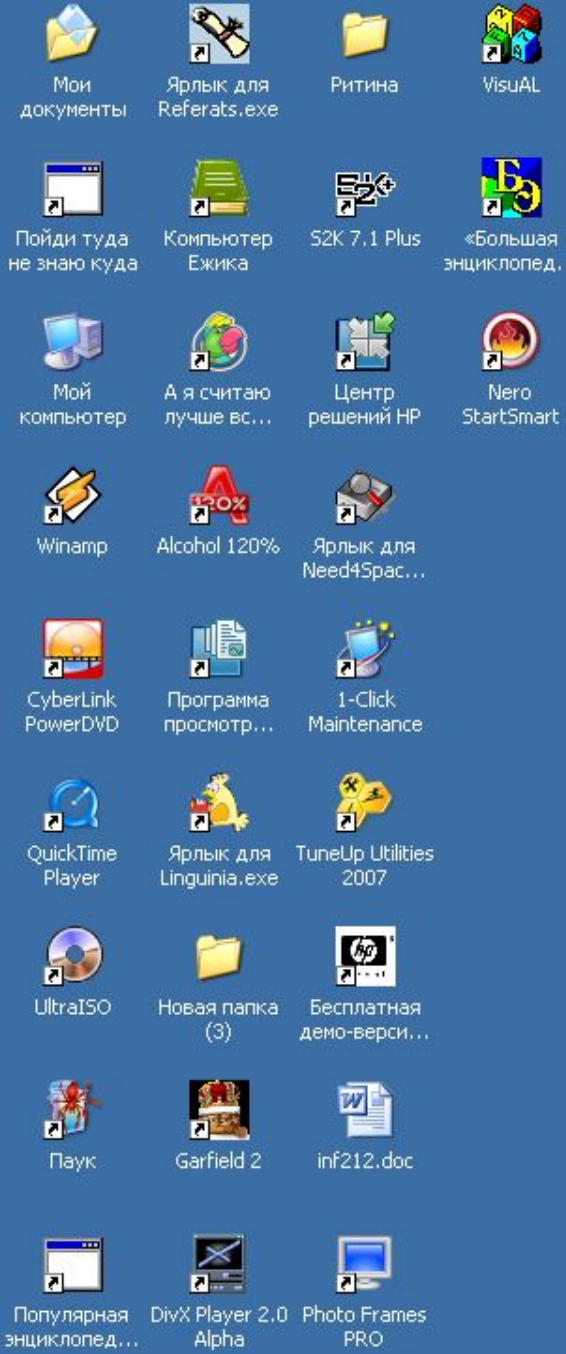 Мои
документы
Ярлык для
Referats.exe
Ритина
VisuAL
Пойди туда
не знаю куда
Компьютер
Ежика
S2K 7.1 Plus
«Большая
энциклопед.
Мой
компьютер
А я считаю
лучше вс...
Центр
решений HP
Nero
StartSmart
Winamp
Alcohol 120%
Ярлык для
Need4Spac...
CyberLink
PowerDVD
Программа
просмотр...
1-Click
Maintenance
QuickTime
Player
Ярлык для
Linguinia.exe
TuneUp Utilities
2007
UltraISO
Новая папка
(3)
Бесплатная
демо-верси...
Паук
Garfield 2
inf212.doc
Популярная
энциклопед...
DivX Player 2.0
Alpha
Photo Frames
PRO